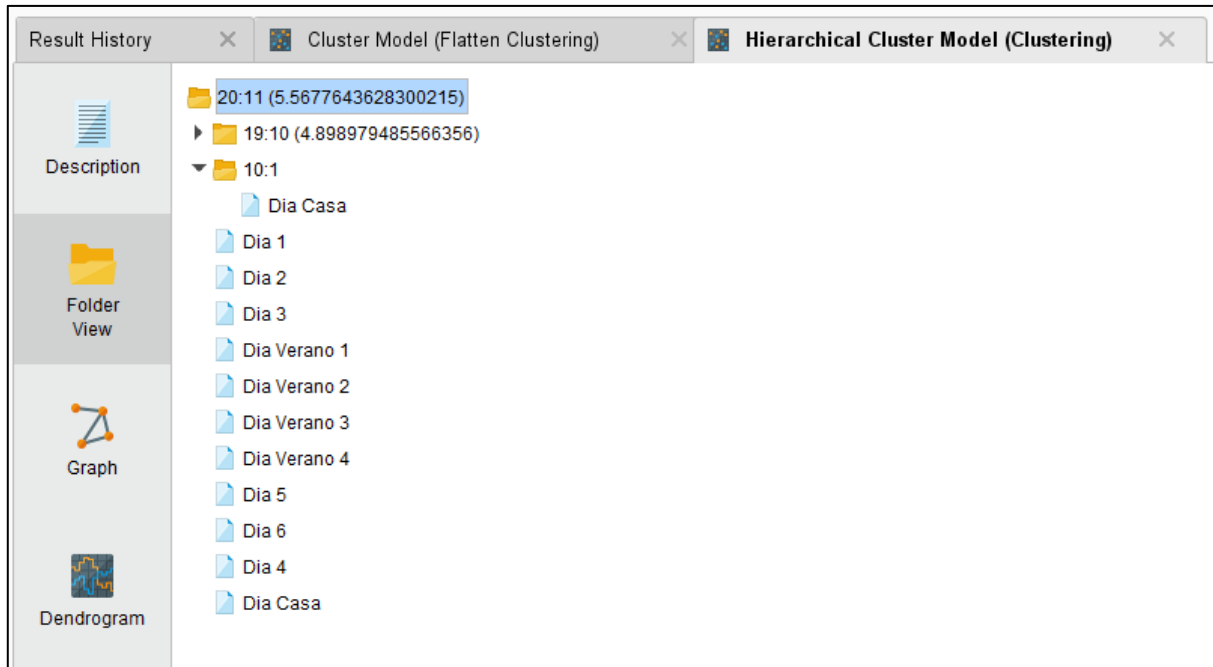 Result History
Cluster Model (Flatten Clustering)
Hierarchical Cluster Model (Clustering)
Description
Folder
View
Graph
Dendrogram
20:11 (5.5677643628300215)
19:10 (4.898979485566356)
10:1
Dia Casa
Dia 1
Dia 2
Dia 3
Dia Verano 1
Dia Verano 2
Dia Verano 3
Dia Verano 4
Dia 5
Dia 6
Dia 4
Dia Casa